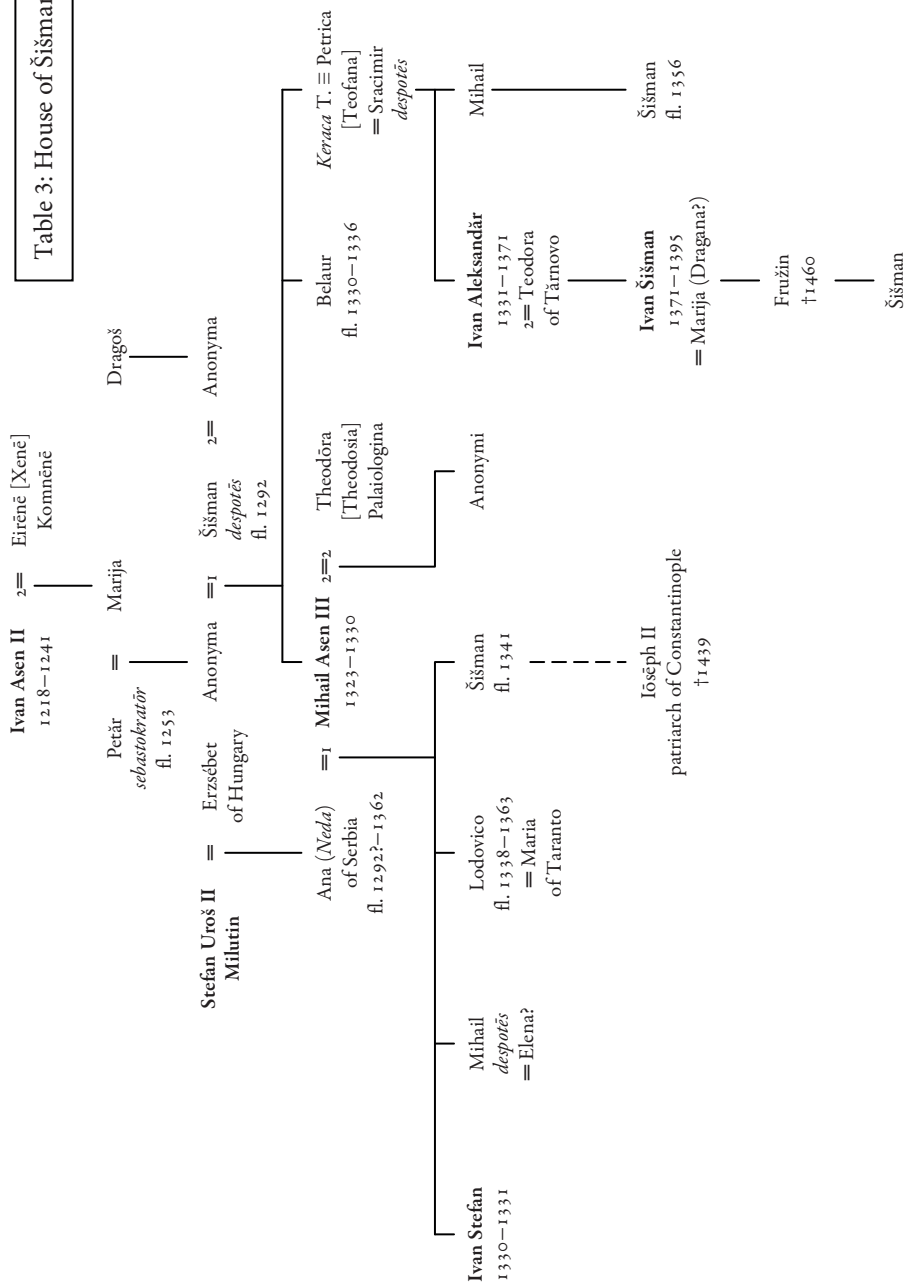 Table 3: House of Šišman
Ivan Asen II 2= Eirēnē [Xenē]
1218–1241 Komnēnē
Petăr = Marija Dragoš
sebastokratōr
fl. 1253
Stefan Uroš II = Erzsébet Anonyma =1 Šišman 2= Anonyma
Milutin of Hungary despotēs
fl. 1292
Ana (Neda) =1 Mihail Asen III 2=2 Theodōra Belaur Keraca T. ≡ Petrica
of Serbia 1323–1330 [Theodosia] fl. 1330–1336 [Teofana]
fl. 1292?–1362 Palaiologina = Sracimir
despotēs
Ivan Stefan Mihail Lodovico Šišman Anonymi Ivan Aleksandăr Mihail
1330–1331 despotēs fl. 1338–1363 fl. 1341 1331–1371
= Elena? = Maria 2= Teodora
of Taranto of Tărnovo
Iōsēph II Ivan Šišman Šišman
patriarch of Constantinople 1371–1395 fl. 1356
†1439 = Marija (Dragana?)
Fružin
†1460
Šišman